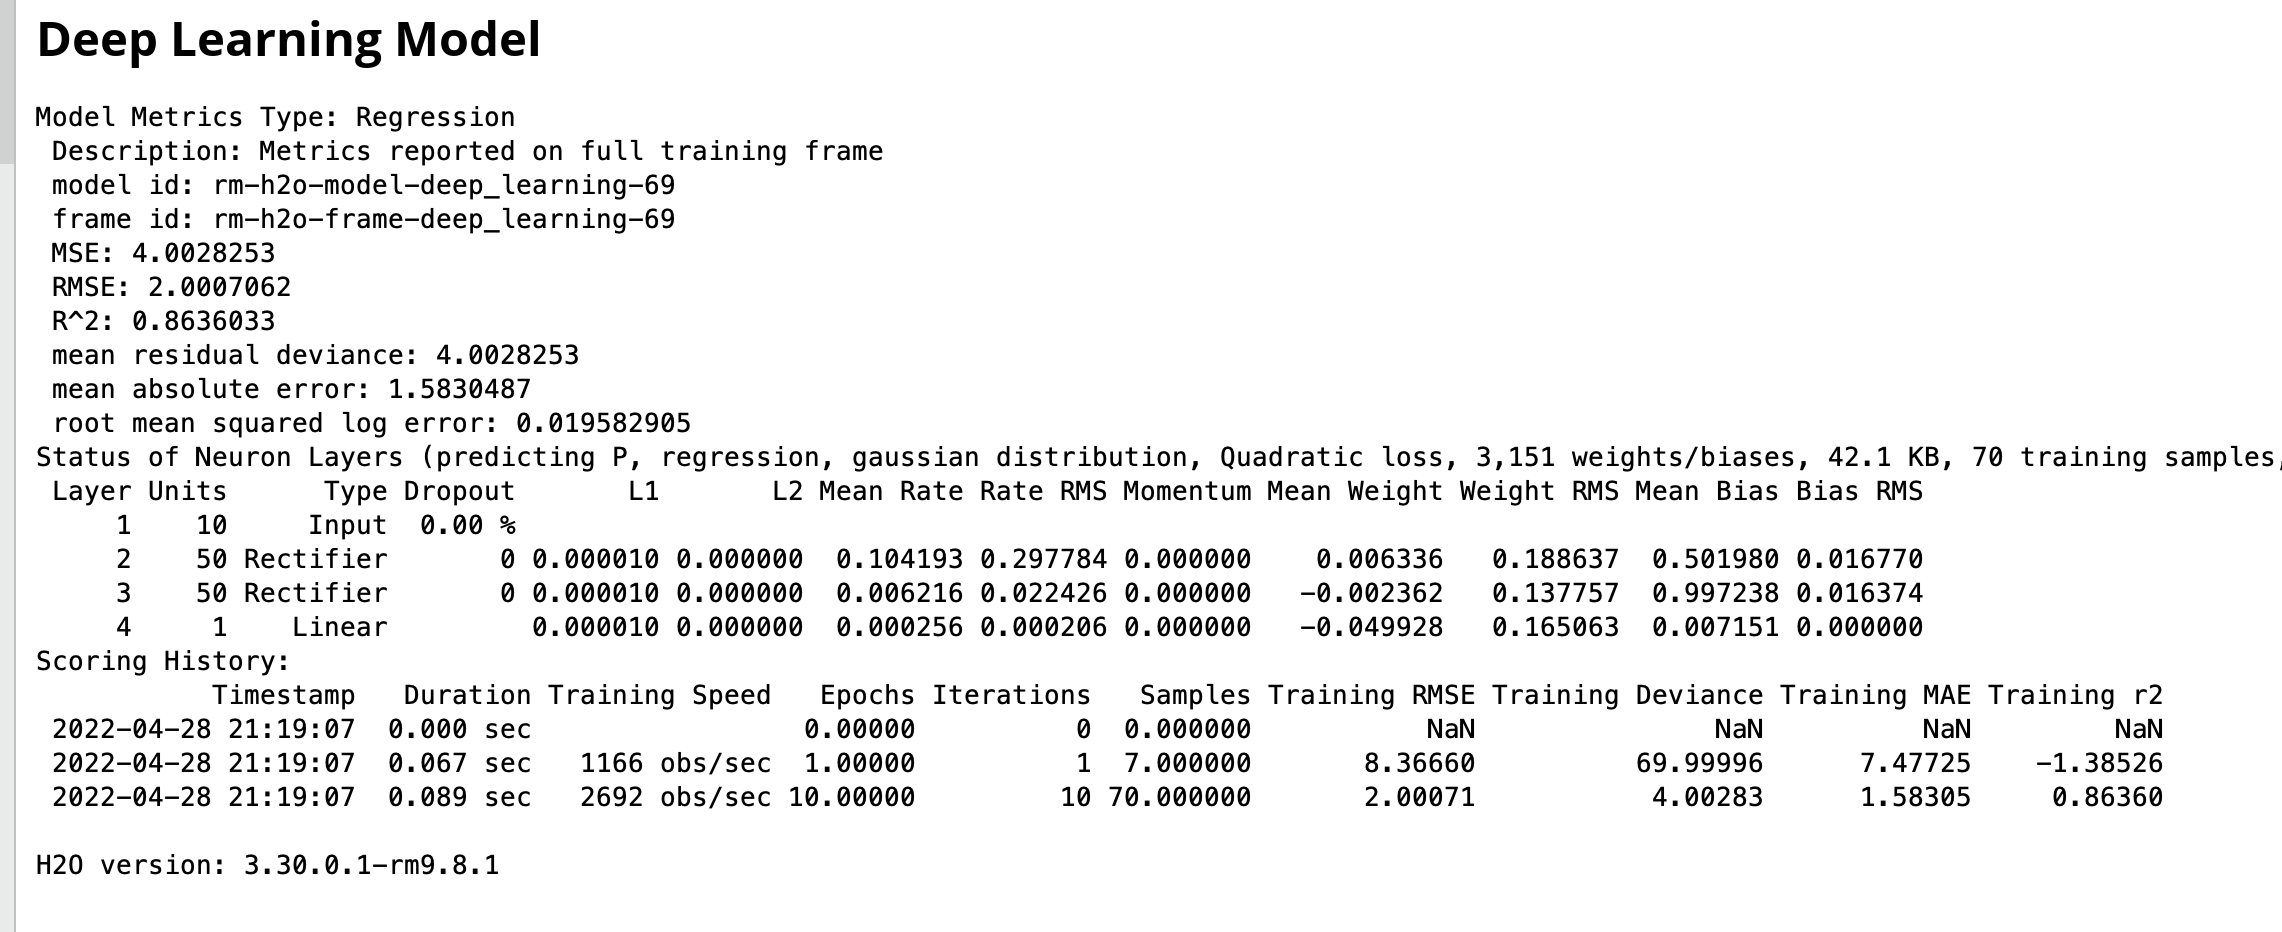 Deep Learning Model
Model Metrics Type: Regression
Description: Metrics reported on full training frame
model id: rm-h2o-model-deep_learning-69
frame id: rm-h2o-frame-deep_learning-69
MSE: 4.0028253
RMSE: 2.0007062
R^2: 0.8636033
mean residual deviance: 4.0028253
mean absolute error: 1.5830487
root mean squared log error: 0.019582905
Status of Neuron Layers (predicting P, regression, gaussian distribution, Quadratic loss, 3,151 weights/biases, 42.1 KB, 70 training samples,
Layer Units Type Dropout L1 L2 Mean Rate Rate RMS Momentum Mean Weight Weight RMS Mean Bias Bias RMS
1 10 Input 0.00 %
2 50 Rectifier 0 0.000010 0.000000 0.104193 0.297784 0.000000 0.006336 0.188637 0.501980 0.016770
3 50 Rectifier 0 0.000010 0.000000 0.006216 0.022426 0.000000 -0.002362 0.137757 0.997238 0.016374
4 1 Linear 0.000010 0.000000 0.000256 0.000206 0.000000 -0.049928 0.165063 0.007151 0.000000
Scoring History:
Timestamp Duration Training Speed Epochs Iterations Samples Training RMSE Training Deviance Training MAE Training r2
2022-04-28 21:19:07 0.000 sec 0.00000 0 0.000000 NaN NaN NaN NaN
2022-04-28 21:19:07 0.067 sec 1166 obs/sec 1.00000 1 7.000000 8.36660 69.99996 7.47725 -1.38526
2022-04-28 21:19:07 0.089 sec 2692 obs/sec 10.00000 10 70.000000 2.00071 4.00283 1.58305 0.86360
H2O version: 3.30.0.1-rm9.8.1